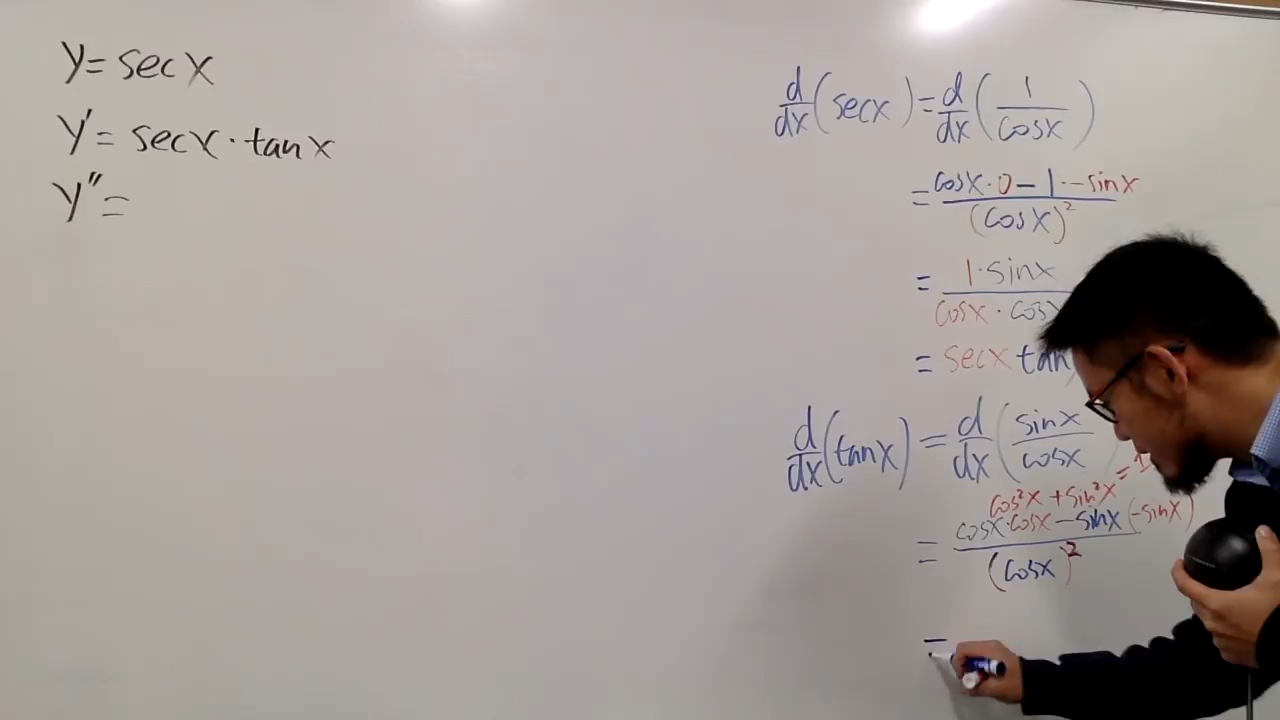 y = sec x
y' = sec x · tan x
y'' =
d/dx (sec x) = d/dx (1/cos x)
= (cos x · 0 − 1 · −sin x)/(cos x)²
= (1 · sin x)/(cos x · cos x
= sec x tan
d/dx (tan x) = d/dx (sin x/cos x
cos²x + sin²x = 1
= (cos x · cos x − sin x (−sin x))/(cos x)²
=